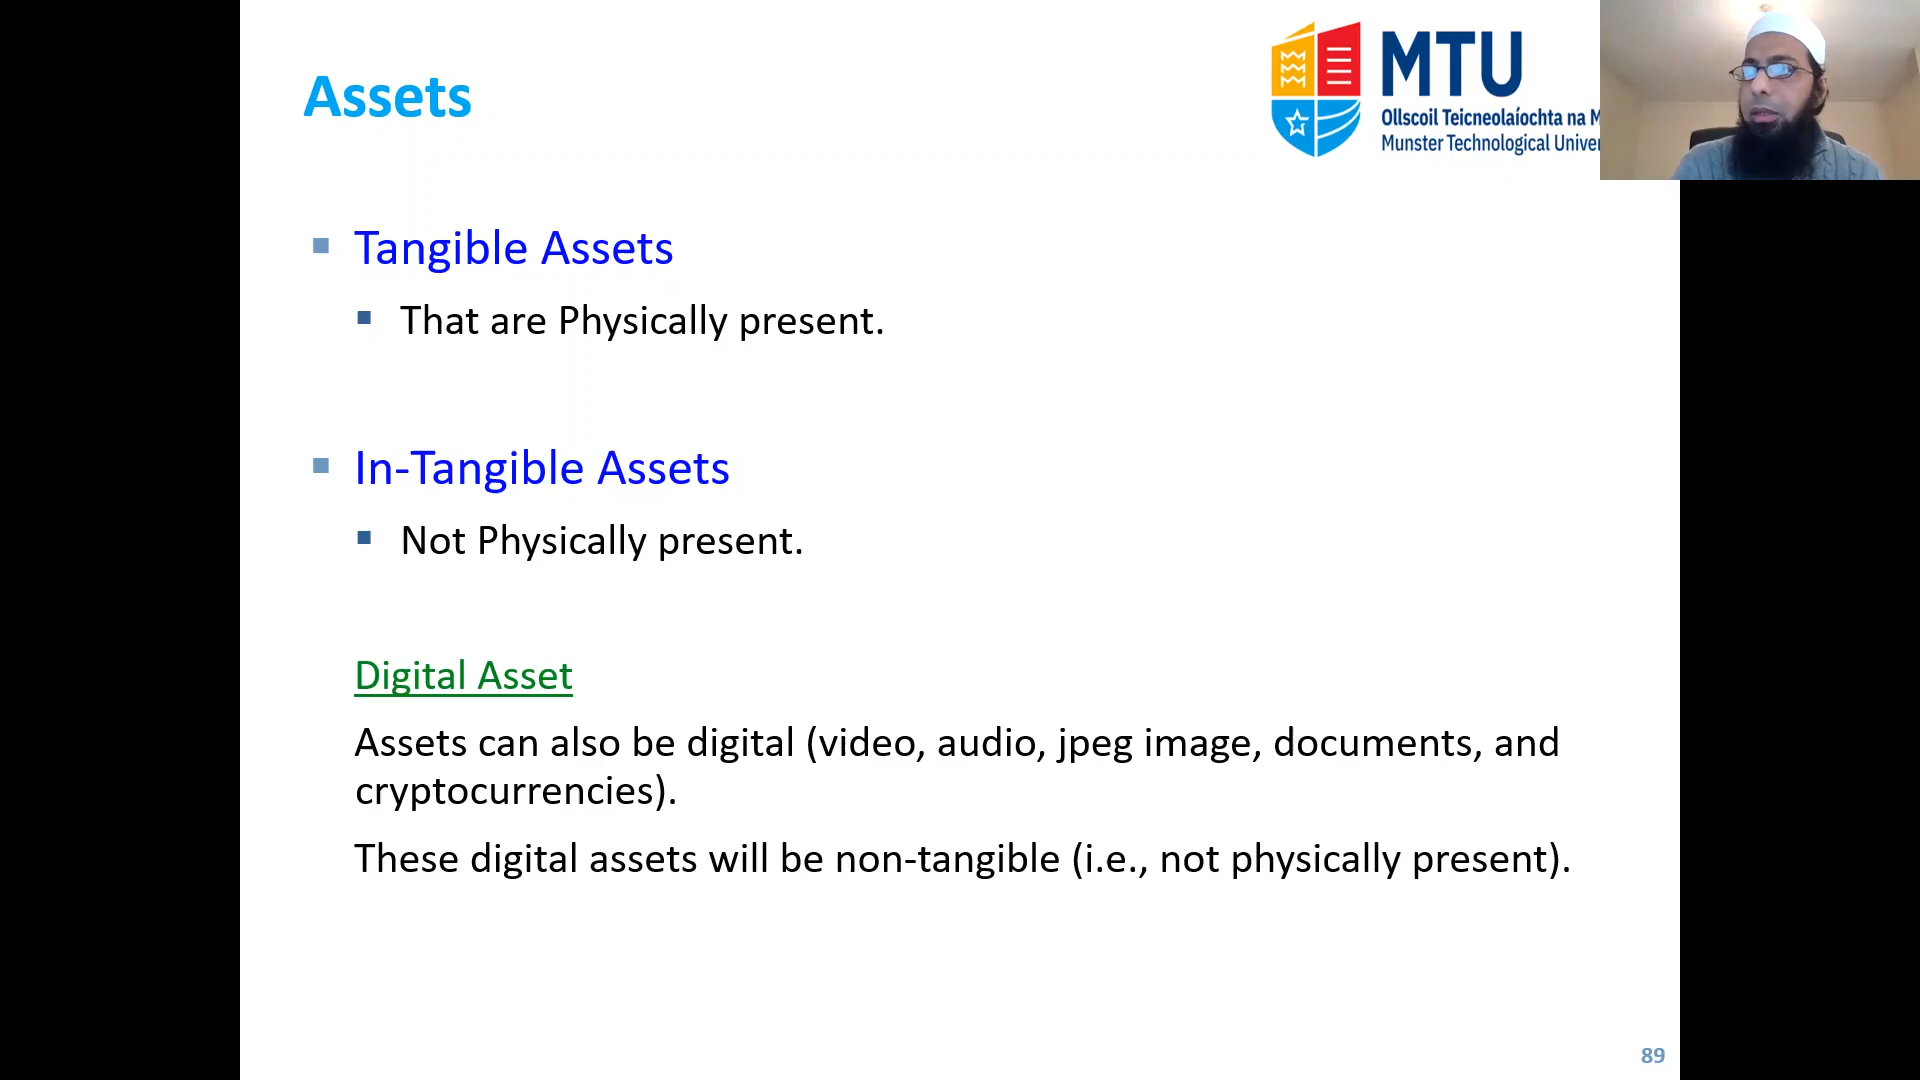 Assets
MTU
Ollscoil Teicneolaíochta na
Munster Technological
Tangible Assets
That are Physically present.
In-Tangible Assets
Not Physically present.
Digital Asset
Assets can also be digital (video, audio, jpeg image, documents, and
cryptocurrencies).
These digital assets will be non-tangible (i.e., not physically present).
89